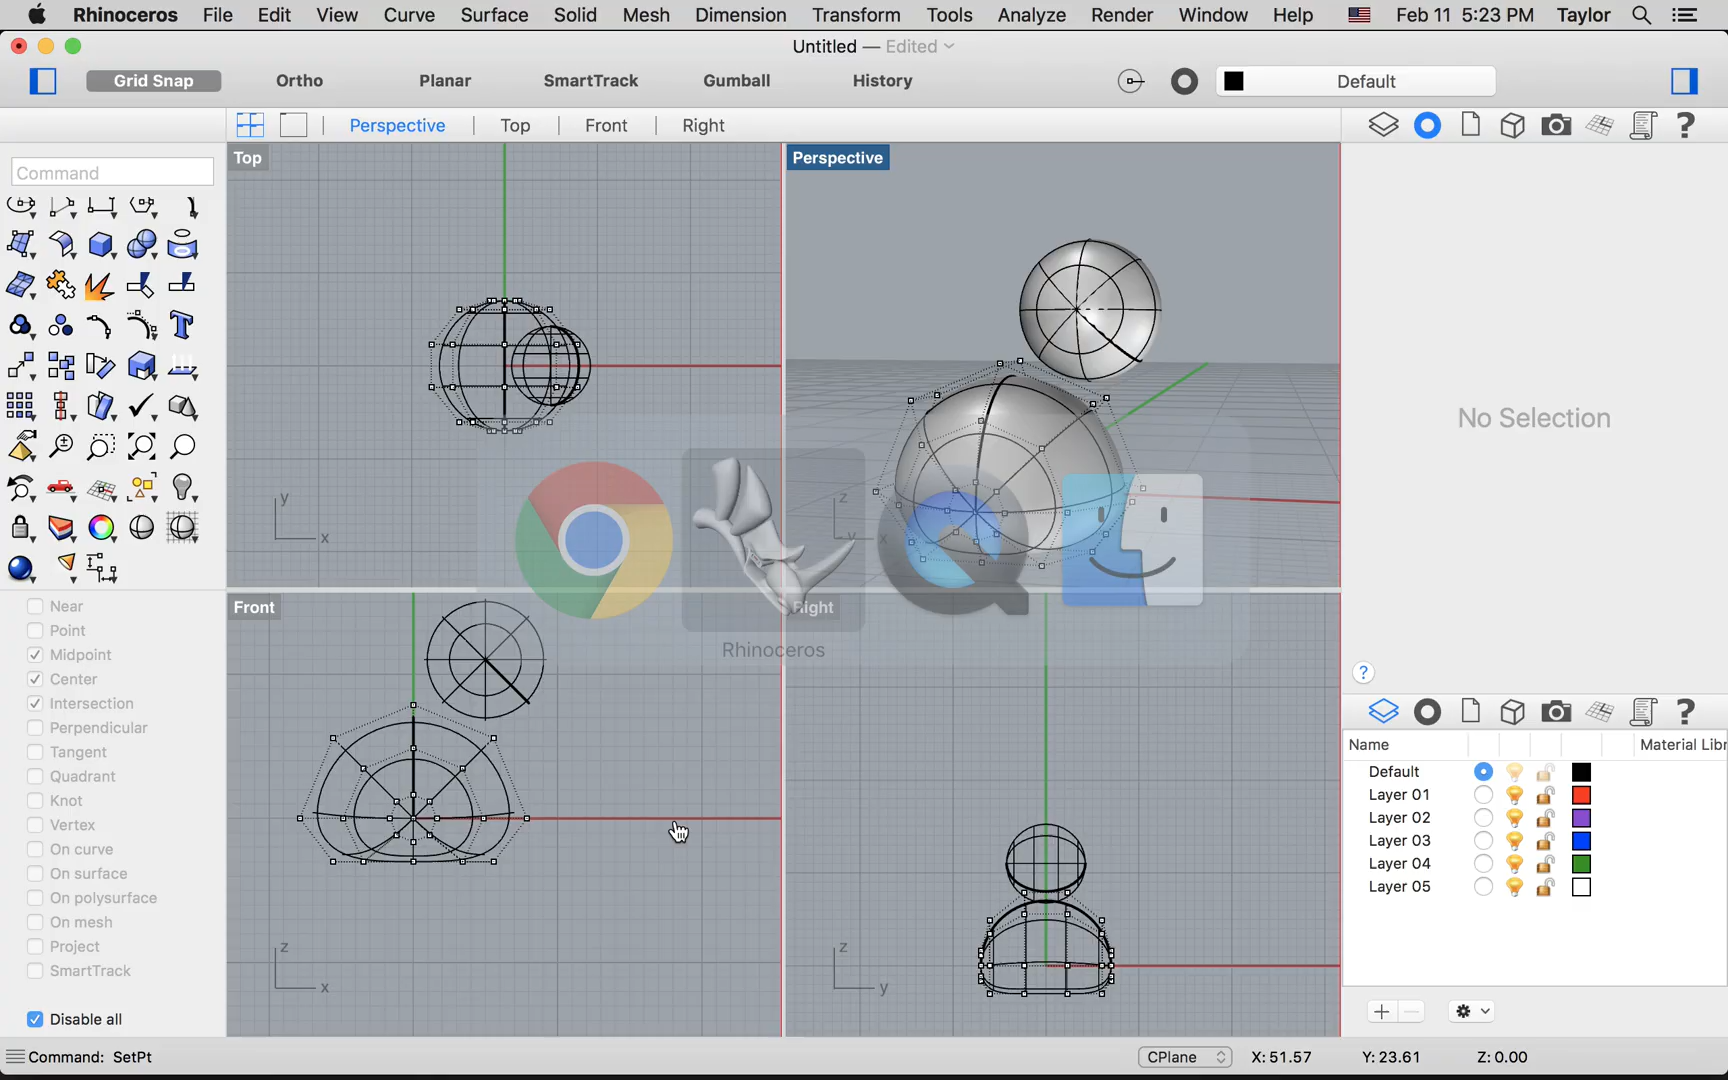 Rhinoceros File Edit View Curve Surface Solid Mesh Dimension Transform Tools Analyze Render Window Help Feb 11 5:23 PM Taylor
Untitled — Edited
Grid Snap Ortho Planar SmartTrack Gumball History Default
Perspective Top Front Right
Top
Perspective
Command
No Selection
y
x
z
y
x
Rhinoceros
Front
Right
Near
Point
Midpoint
Center
Intersection
Perpendicular
Tangent
Quadrant
Knot
Vertex
On curve
On surface
On polysurface
On mesh
Project
SmartTrack
Disable all
z
x
z
y
?
Name Material Libr
Default
Layer 01
Layer 02
Layer 03
Layer 04
Layer 05
Command: SetPt
CPlane X: 51.57 Y: 23.61 Z: 0.00